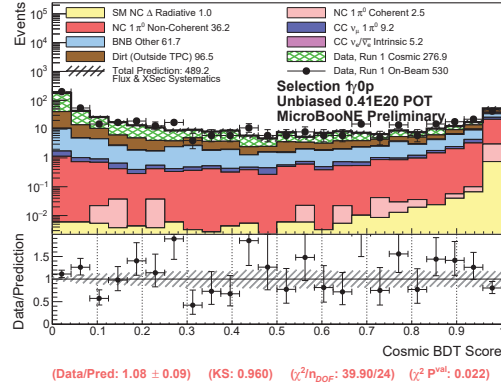 Events
10⁵
10⁴
10³
10²
10
1
10⁻¹
10⁻²
SM NC Δ Radiative 1.0
NC 1 π⁰ Coherent 2.5
NC 1 π⁰ Non-Coherent 36.2
CC νμ 1 π⁰ 9.2
BNB Other 61.7
CC νe/ν̅e Intrinsic 5.2
Dirt (Outside TPC) 96.5
Data, Run 1 Cosmic 276.9
Total Prediction: 489.2
Data, Run 1 On-Beam 530
Flux & XSec Systematics
Selection 1γ0p
Unbiased 0.41E20 POT
MicroBooNE Preliminary
Data/Prediction
1.5
1
0.5
0
0 0.1 0.2 0.3 0.4 0.5 0.6 0.7 0.8 0.9 1
Cosmic BDT Score
(Data/Pred: 1.08 ± 0.09) (KS: 0.960) (χ²/nDOF: 39.90/24) (χ² Pval: 0.022)